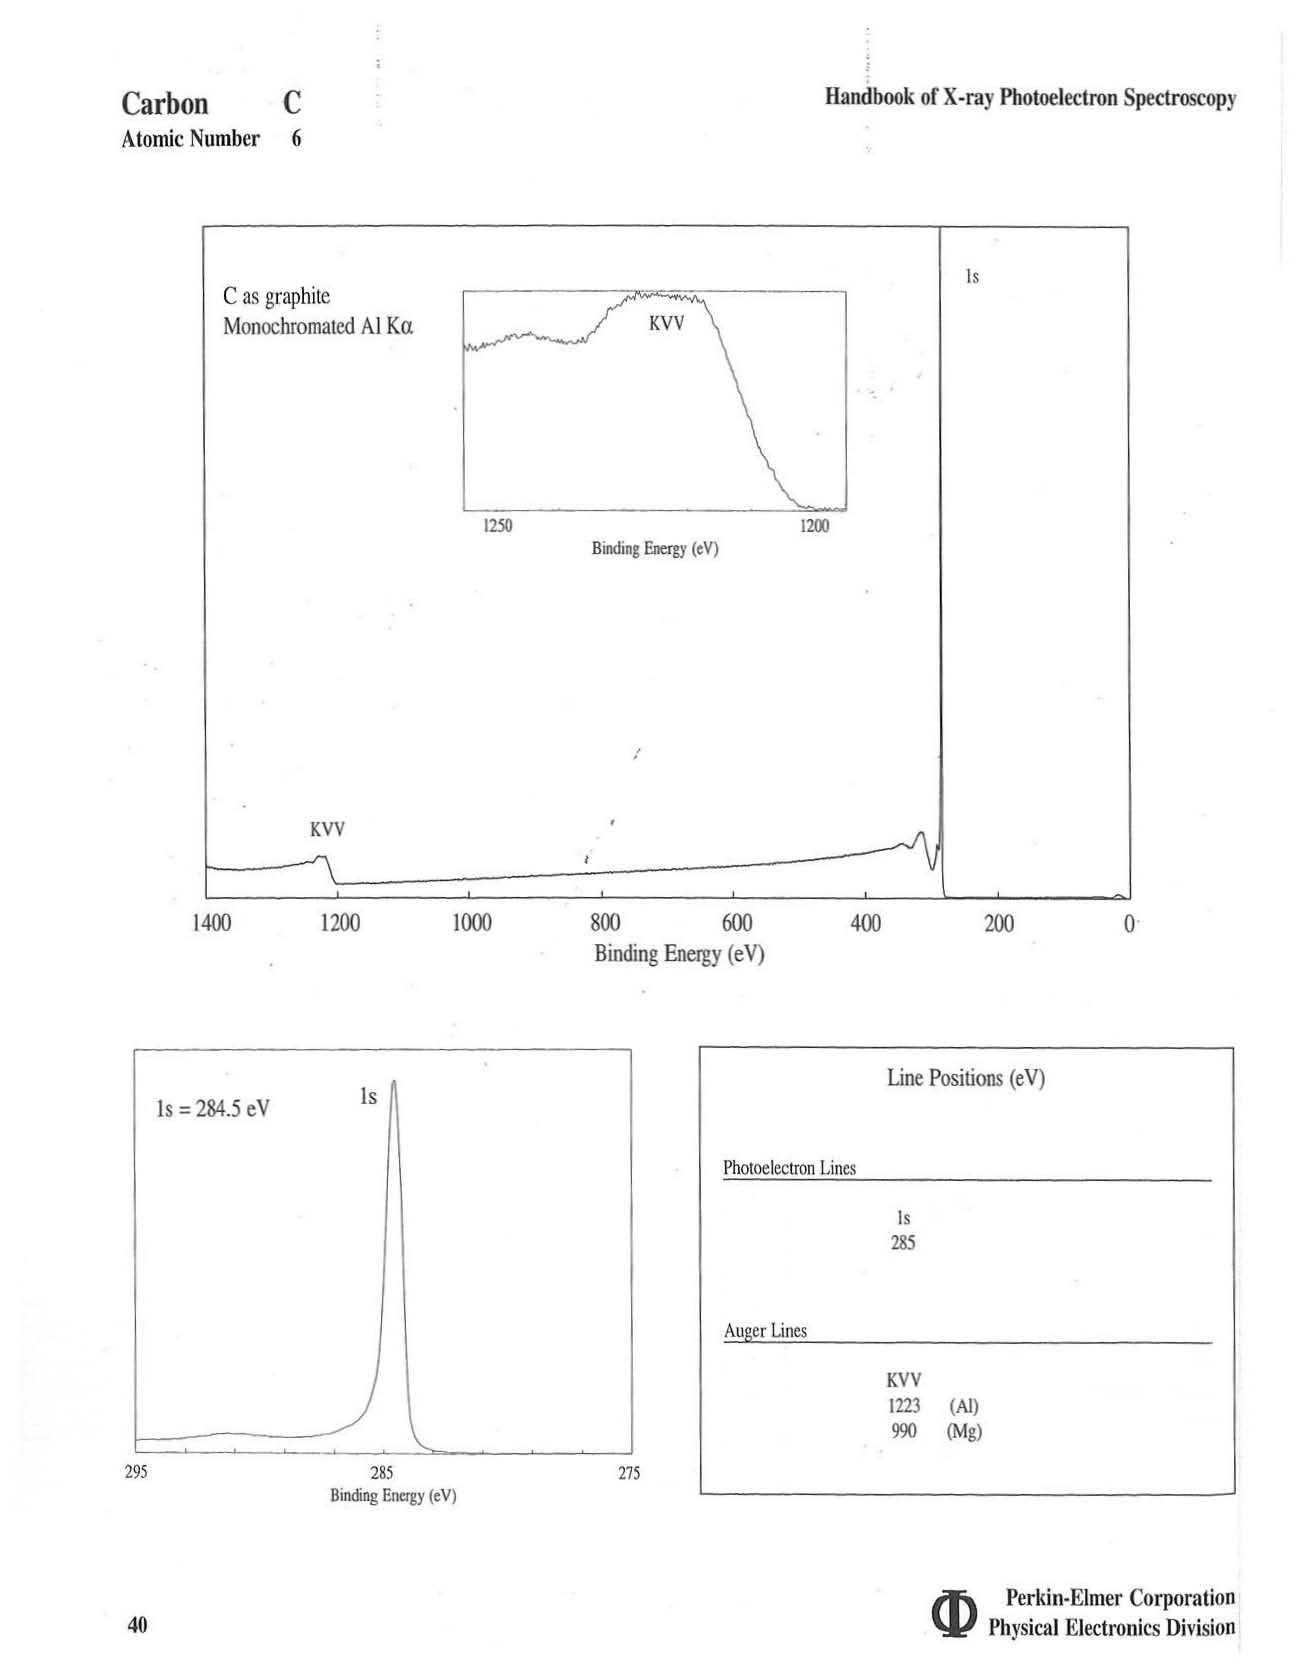 Carbon C
Atomic Number 6
Handbook of X-ray Photoelectron Spectroscopy
C as graphite
Monochromated Al Kα
KVV
1250 1200
Binding Energy (eV)
1s
KVV
1400 1200 1000 800 600 400 200 0
Binding Energy (eV)
1s = 284.5 eV
1s
295 285 275
Binding Energy (eV)
Line Positions (eV)
Photoelectron Lines
1s
285
Auger Lines
KVV
1223 (Al)
990 (Mg)
40
Perkin-Elmer Corporation
Physical Electronics Division